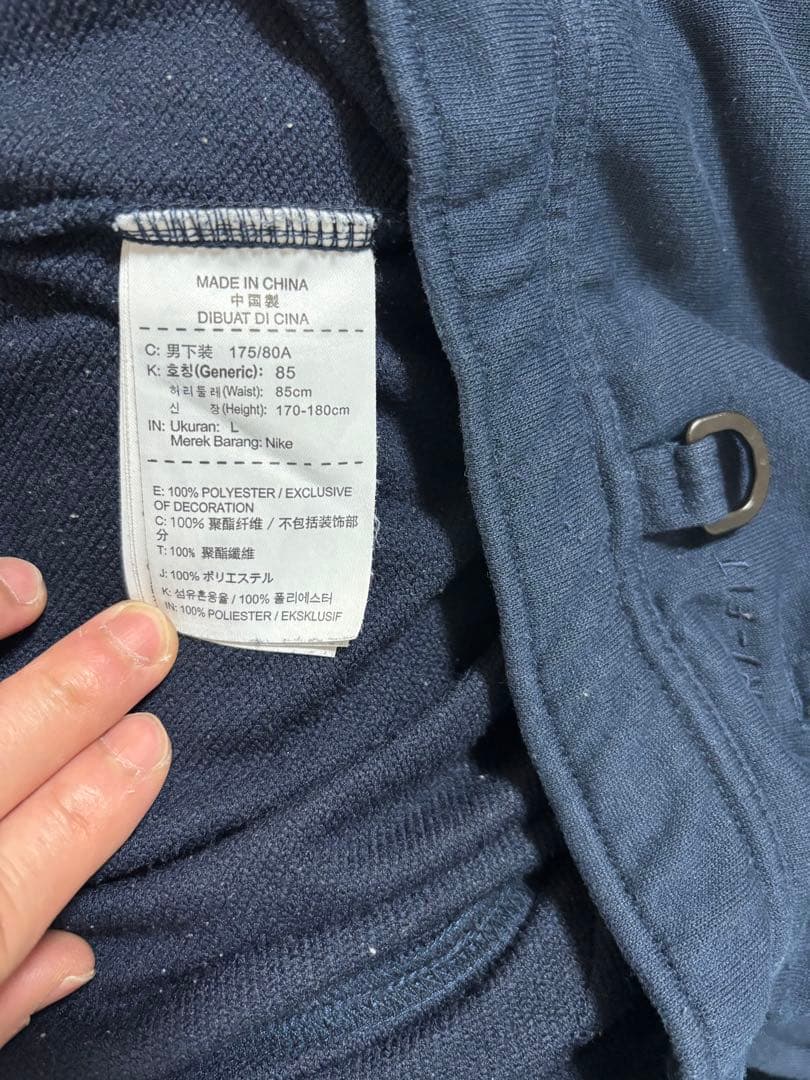 MADE IN CHINA
中国製
DIBUAT DI CINA
C: 男下装 175/80A
K: 호칭(Generic): 85
허리둘레(Waist): 85cm
신 장(Height): 170-180cm
IN: Ukuran: L
Merek Barang: Nike
E: 100% POLYESTER / EXCLUSIVE
OF DECORATION
C: 100% 聚酯纤维 / 不包括装饰部
分
T: 100% 聚酯纖維
J: 100% ポリエステル
K: 섬유혼용율 / 100% 폴리에스터
IN: 100% POLIESTER / EKSKLUSIF